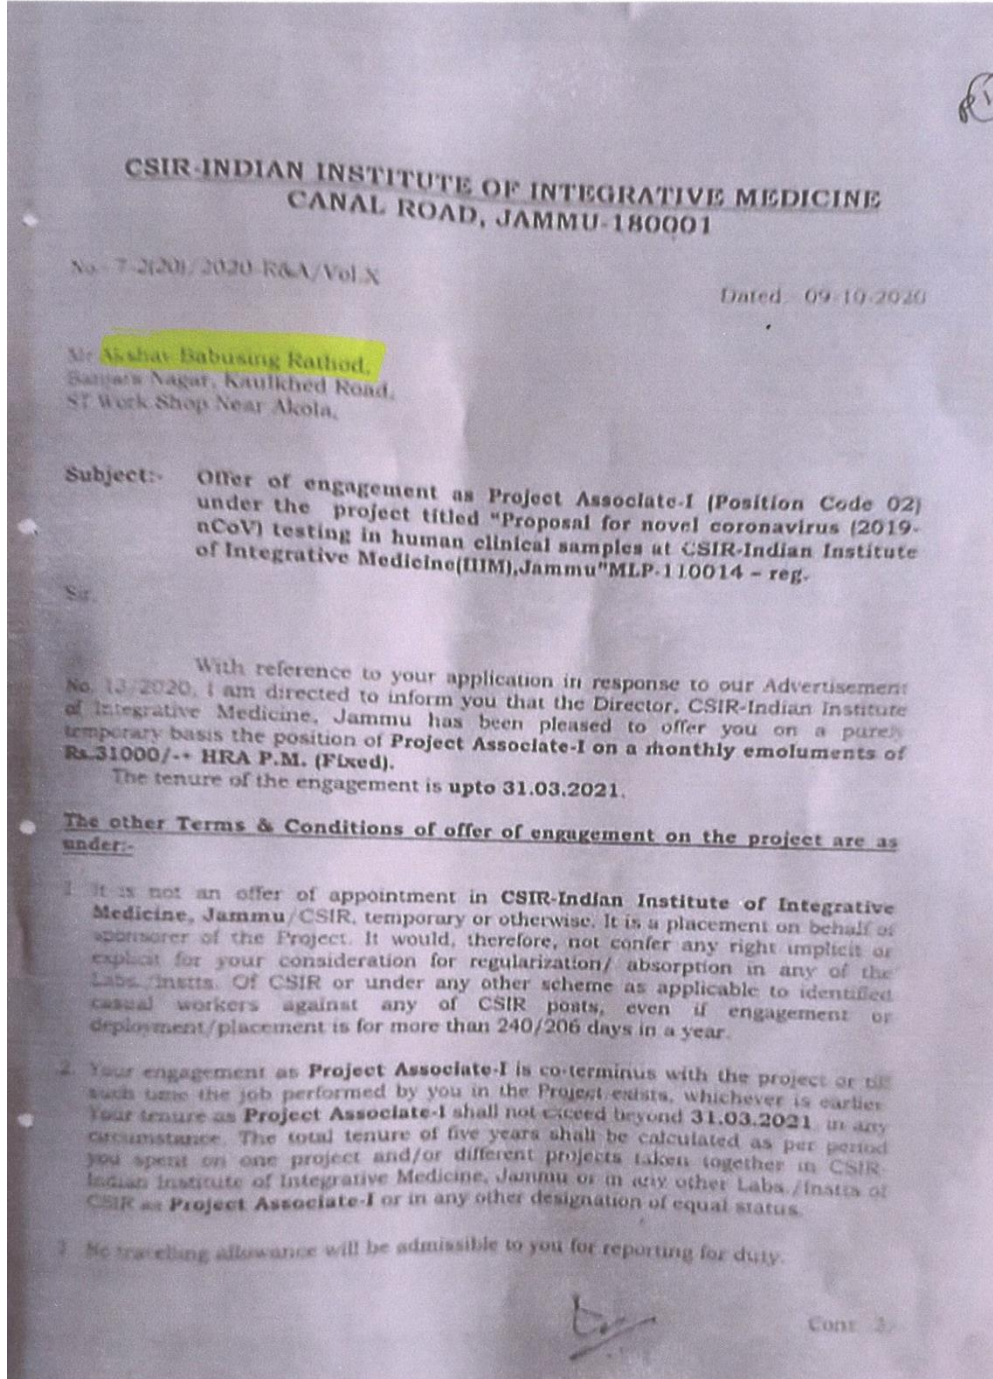 CSIR-INDIAN INSTITUTE OF INTEGRATIVE MEDICINE
CANAL ROAD, JAMMU-180001
No.- 7-2(20)/2020-R&A/Vol.X
Dated. 09-10-2020
Mr Akshay Babusing Rathod,
Banjara Nagar, Kaulkhed Road,
ST Work Shop Near Akola,
Subject:- Offer of engagement as Project Associate-I (Position Code 02)
under the project titled "Proposal for novel coronavirus (2019-
nCoV) testing in human clinical samples at CSIR-Indian Institute
of Integrative Medicine(IIIM),Jammu"MLP-110014 – reg.
Sir,
With reference to your application in response to our Advertisement
No. 13/2020, I am directed to inform you that the Director, CSIR-Indian Institute
of Integrative Medicine, Jammu has been pleased to offer you on a purely
temporary basis the position of Project Associate-I on a monthly emoluments of
Rs.31000/-+ HRA P.M. (Fixed).
The tenure of the engagement is upto 31.03.2021.
The other Terms & Conditions of offer of engagement on the project are as
under:-
1. It is not an offer of appointment in CSIR-Indian Institute of Integrative
Medicine, Jammu/CSIR, temporary or otherwise. It is a placement on behalf of
sponsorer of the Project. It would, therefore, not confer any right implicit or
explicit for your consideration for regularization/ absorption in any of the
Labs./Instts. Of CSIR or under any other scheme as applicable to identified
casual workers against any of CSIR posts, even if engagement or
deployment/placement is for more than 240/206 days in a year.
2. Your engagement as Project Associate-I is co-terminus with the project or till
such time the job performed by you in the Project exists, whichever is earlier
Your tenure as Project Associate-I shall not exceed beyond 31.03.2021 in any
circumstance. The total tenure of five years shall be calculated as per period
you spent on one project and/or different projects taken together in CSIR-
Indian Institute of Integrative Medicine, Jammu or in any other Labs./Instts of
CSIR as Project Associate-I or in any other designation of equal status.
3 No traveling allowance will be admissible to you for reporting for duty.
Cont 2/